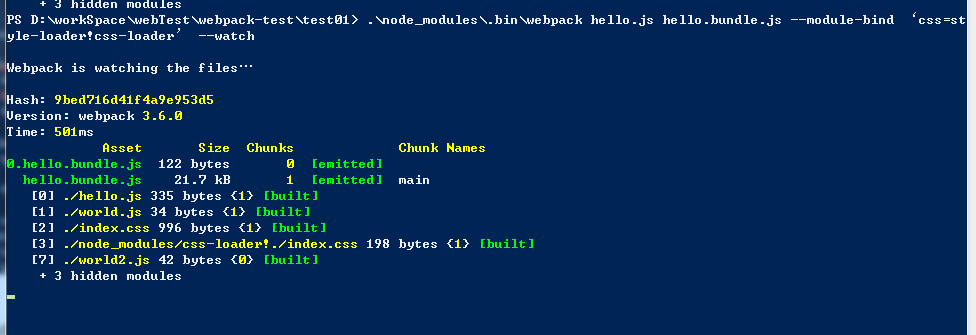 + 3 hidden modules
PS D:\workSpace\webTest\webpack-test\test01> .\node_modules\.bin\webpack hello.js hello.bundle.js --module-bind ‘css=st
yle-loader!css-loader’ --watch
Webpack is watching the files…
Hash: 9bed716d41f4a9e953d5
Version: webpack 3.6.0
Time: 501ms
Asset Size Chunks Chunk Names
0.hello.bundle.js 122 bytes 0 [emitted]
hello.bundle.js 21.7 kB 1 [emitted] main
[0] ./hello.js 335 bytes {1} [built]
[1] ./world.js 34 bytes {1} [built]
[2] ./index.css 996 bytes {1} [built]
[3] ./node_modules/css-loader!./index.css 198 bytes {1} [built]
[7] ./world2.js 42 bytes {0} [built]
+ 3 hidden modules